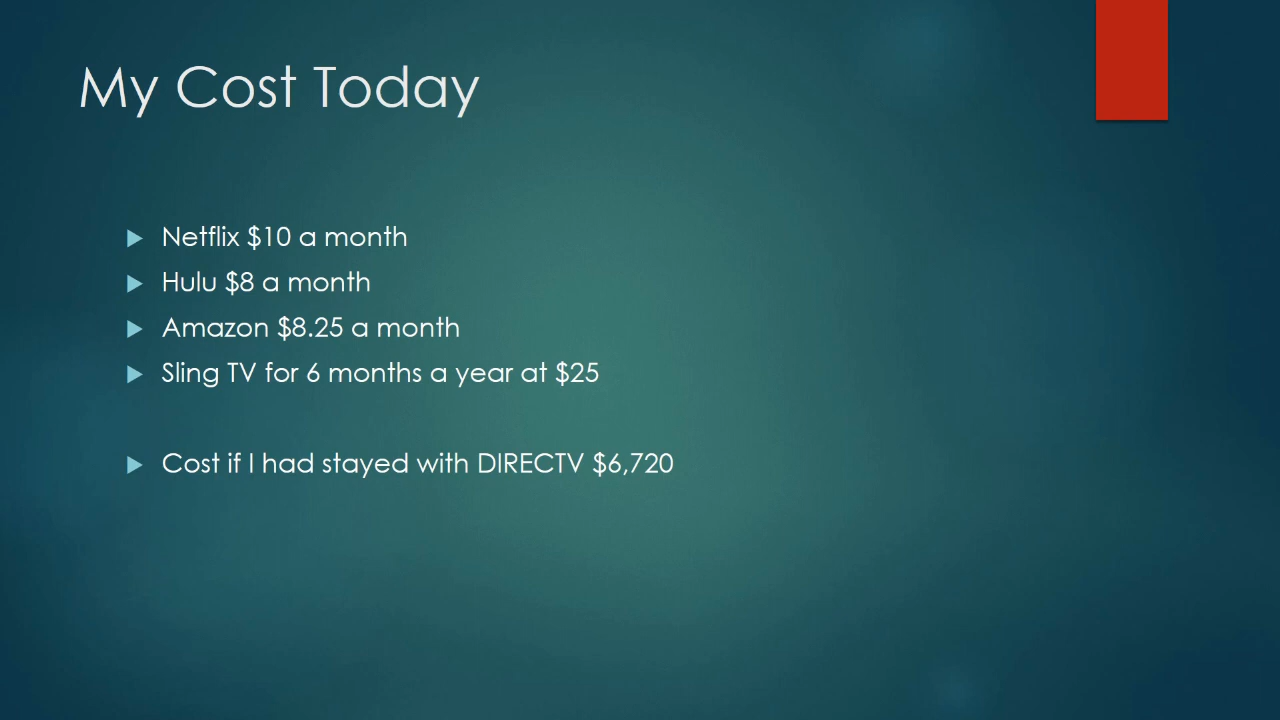 My Cost Today
Netflix $10 a month
Hulu $8 a month
Amazon $8.25 a month
Sling TV for 6 months a year at $25
Cost if I had stayed with DIRECTV $6,720